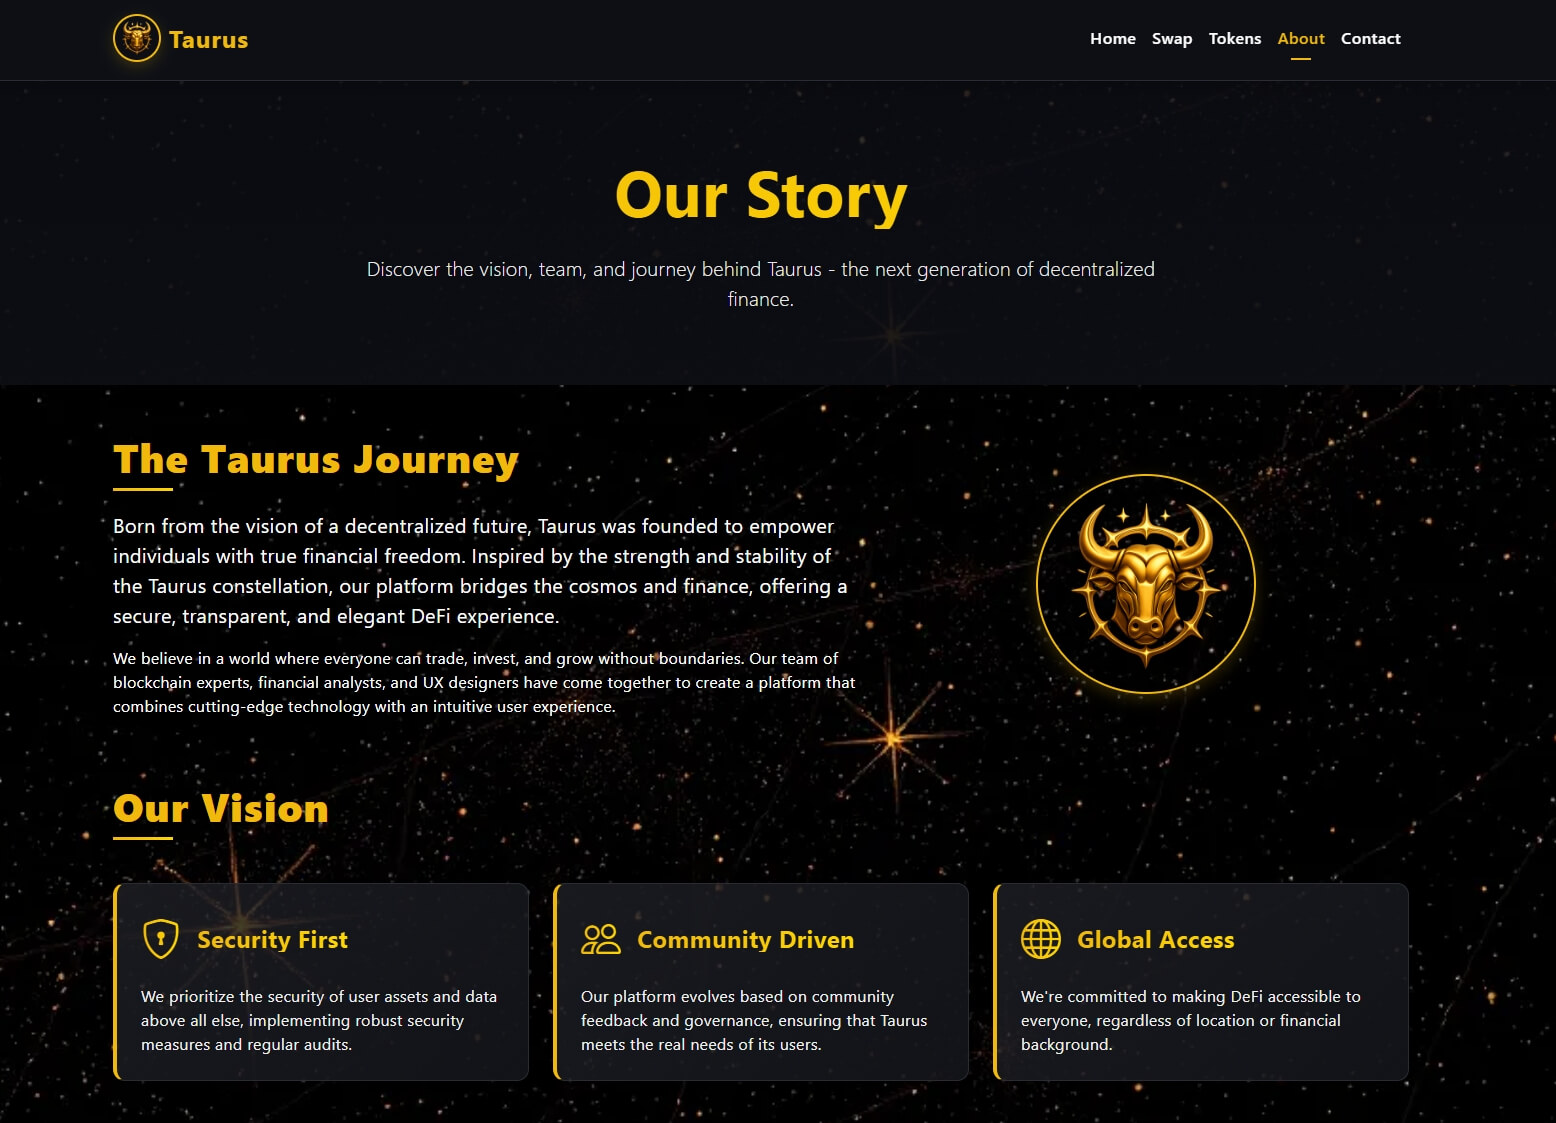 Taurus
Home Swap Tokens About Contact
Our Story
Discover the vision, team, and journey behind Taurus - the next generation of decentralized
finance.
The Taurus Journey
Born from the vision of a decentralized future, Taurus was founded to empower
individuals with true financial freedom. Inspired by the strength and stability of
the Taurus constellation, our platform bridges the cosmos and finance, offering a
secure, transparent, and elegant DeFi experience.
We believe in a world where everyone can trade, invest, and grow without boundaries. Our team of
blockchain experts, financial analysts, and UX designers have come together to create a platform that
combines cutting-edge technology with an intuitive user experience.
Our Vision
Security First
We prioritize the security of user assets and data
above all else, implementing robust security
measures and regular audits.
Community Driven
Our platform evolves based on community
feedback and governance, ensuring that Taurus
meets the real needs of its users.
Global Access
We're committed to making DeFi accessible to
everyone, regardless of location or financial
background.